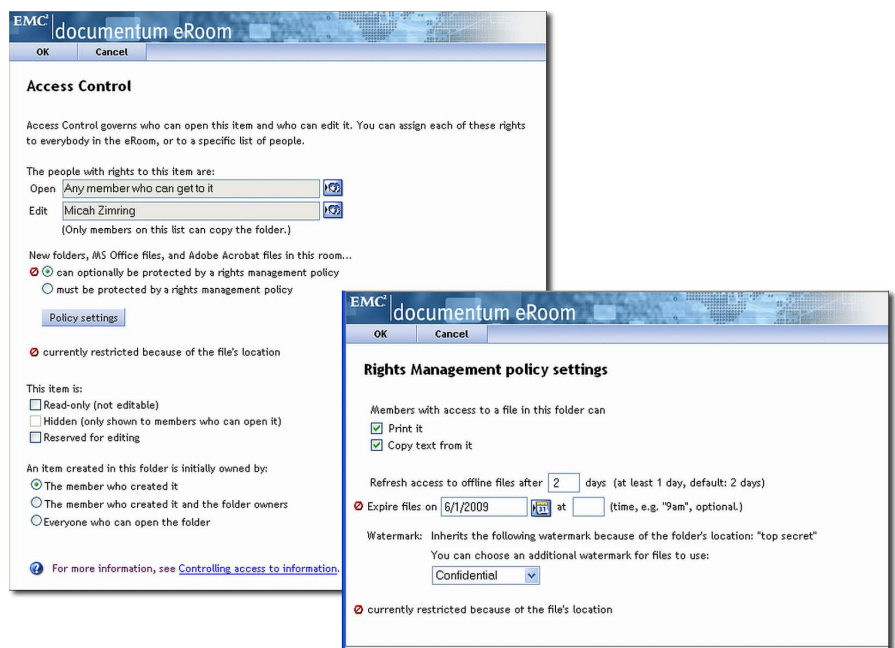 EMC²
documentum eRoom
OK Cancel
Access Control
Access Control governs who can open this item and who can edit it. You can assign each of these rights
to everybody in the eRoom, or to a specific list of people.
The people with rights to this item are:
Open Any member who can get to it
Edit Micah Zimring
(Only members on this list can copy the folder.)
New folders, MS Office files, and Adobe Acrobat files in this room...
can optionally be protected by a rights management policy
must be protected by a rights management policy
Policy settings
currently restricted because of the file's location
This item is:
Read-only (not editable)
Hidden (only shown to members who can open it)
Reserved for editing
An item created in this folder is initially owned by:
The member who created it
The member who created it and the folder owners
Everyone who can open the folder
For more information, see Controlling access to information.
EMC²
documentum eRoom
OK Cancel
Rights Management policy settings
Members with access to a file in this folder can
Print it
Copy text from it
Refresh access to offline files after 2 days (at least 1 day, default: 2 days)
Expire files on 6/1/2009 31 at (time, e.g. "9am", optional.)
Watermark: Inherits the following watermark because of the folder's location: "top secret"
You can choose an additional watermark for files to use:
Confidential
currently restricted because of the file's location